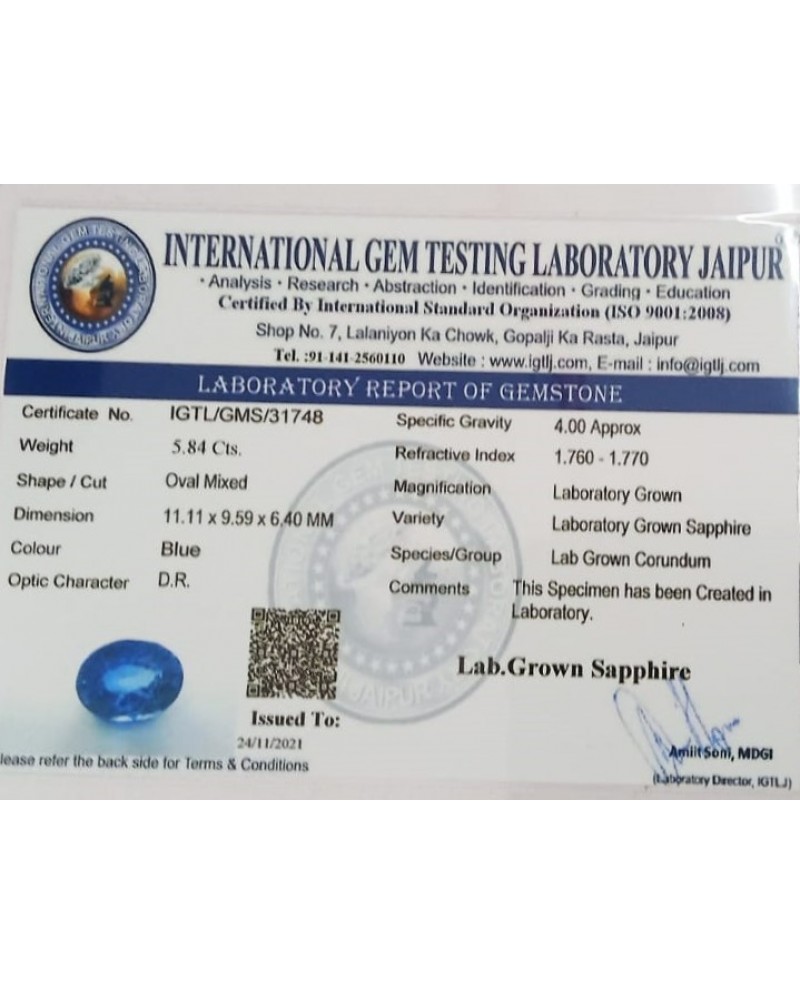 INTERNATIONAL GEM TESTING LABORATORY JAIPUR
· Analysis · Research · Abstraction · Identification · Grading · Education
Certified By International Standard Organization (ISO 9001:2008)
Shop No. 7, Lalaniyon Ka Chowk, Gopalji Ka Rasta, Jaipur
Tel. :91-141-2560110 Website : www.igtlj.com, E-mail : info@igtlj.com
LABORATORY REPORT OF GEMSTONE
Certificate No. IGTL/GMS/31748
Weight 5.84 Cts.
Shape / Cut Oval Mixed
Dimension 11.11 x 9.59 x 6.40 MM
Colour Blue
Optic Character D.R.
Specific Gravity 4.00 Approx
Refractive Index 1.760 - 1.770
Magnification Laboratory Grown
Variety Laboratory Grown Sapphire
Species/Group Lab Grown Corundum
Comments This Specimen has been Created in
Laboratory.
Lab.Grown Sapphire
Issued To:
24/11/2021
lease refer the back side for Terms & Conditions
Amiit Soni, MDGI
(Laboratory Director, IGTLJ)